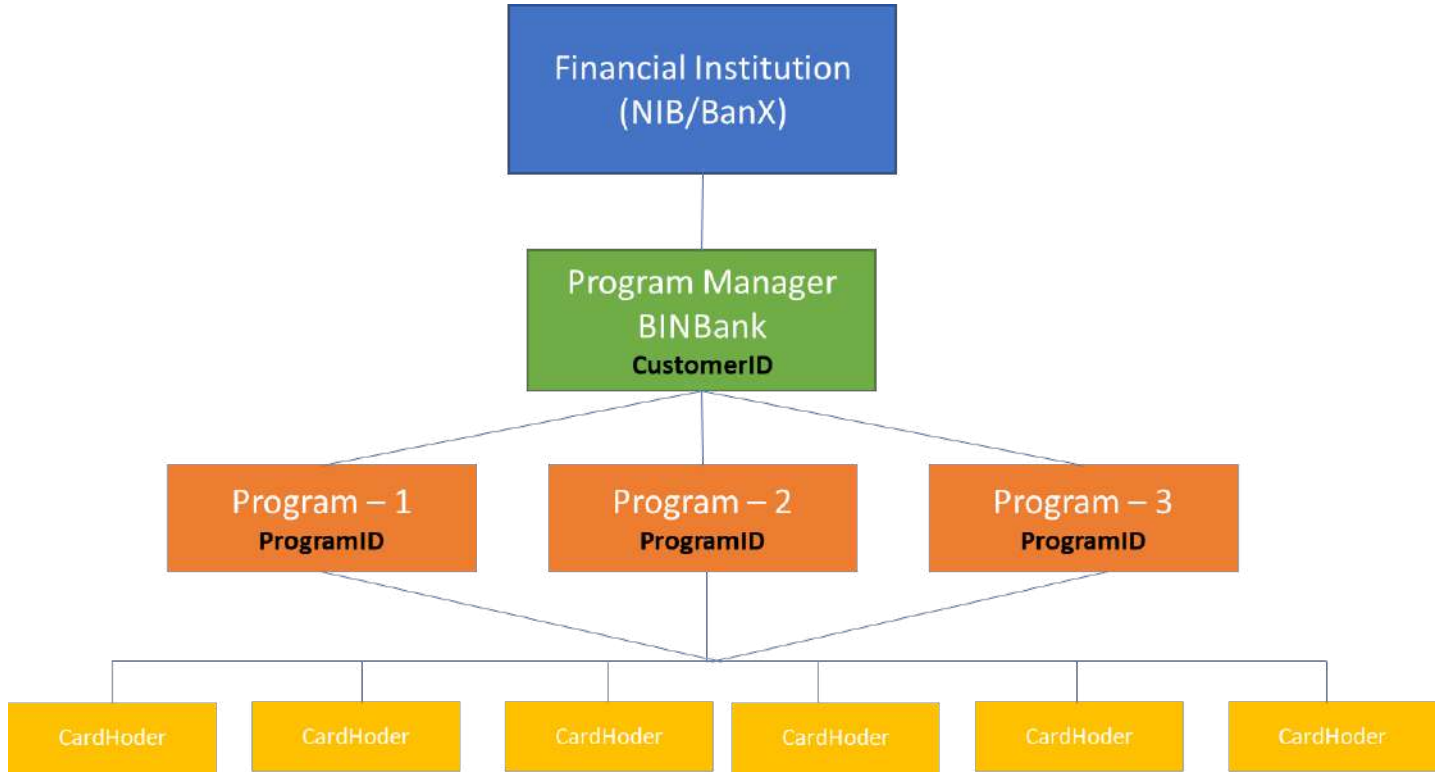 Financial Institution
(NIB/BanX)
Program Manager
BINBank
CustomerID
Program – 1
ProgramID
Program – 2
ProgramID
Program – 3
ProgramID
CardHoder
CardHoder
CardHoder
CardHoder
CardHoder
CardHoder